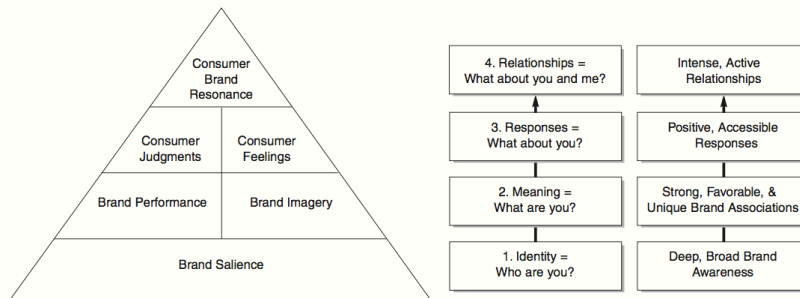 Consumer
Brand
Resonance
Consumer
Judgments
Consumer
Feelings
Brand Performance
Brand Imagery
Brand Salience
4. Relationships =
What about you and me?
3. Responses =
What about you?
2. Meaning =
What are you?
1. Identity =
Who are you?
Intense, Active
Relationships
Positive, Accessible
Responses
Strong, Favorable, &
Unique Brand Associations
Deep, Broad Brand
Awareness